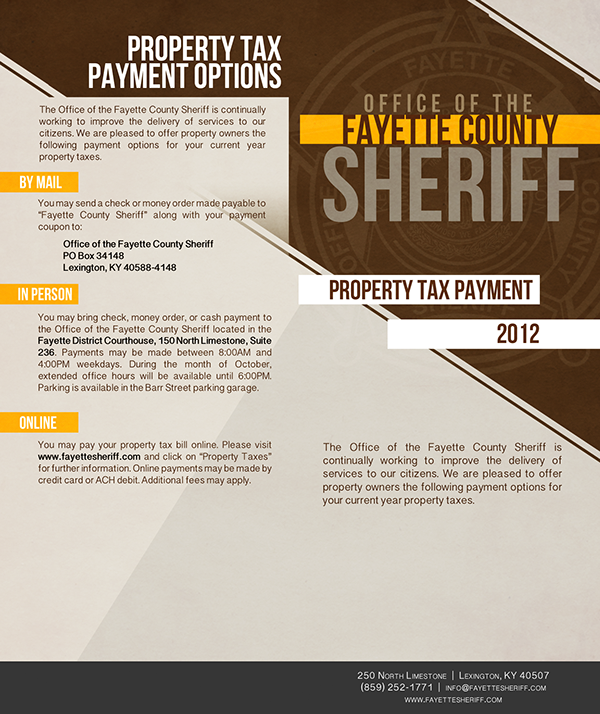 PROPERTY TAX
PAYMENT OPTIONS
The Office of the Fayette County Sheriff is continually
working to improve the delivery of services to our
citizens. We are pleased to offer property owners the
following payment options for your current year
property taxes.
BY MAIL
You may send a check or money order made payable to
“Fayette County Sheriff” along with your payment
coupon to:
Office of the Fayette County Sheriff
PO Box 34148
Lexington, KY 40588-4148
IN PERSON
You may bring check, money order, or cash payment to
the Office of the Fayette County Sheriff located in the
Fayette District Courthouse, 150 North Limestone, Suite
236. Payments may be made between 8:00AM and
4:00PM weekdays. During the month of October,
extended office hours will be available until 6:00PM.
Parking is available in the Barr Street parking garage.
ONLINE
You may pay your property tax bill online. Please visit
www.fayettesheriff.com and click on “Property Taxes”
for further information. Online payments may be made by
credit card or ACH debit. Additional fees may apply.
FAYETTE
OFFICE OF THE
FAYETTE COUNTY
SHERIFF
COUNTY
SHERIFF
PROPERTY TAX PAYMENT
2012
The Office of the Fayette County Sheriff is
continually working to improve the delivery of
services to our citizens. We are pleased to offer
property owners the following payment options for
your current year property taxes.
250 North Limestone | Lexington, KY 40507
(859) 252-1771 | info@fayettesheriff.com
www.fayettesheriff.com